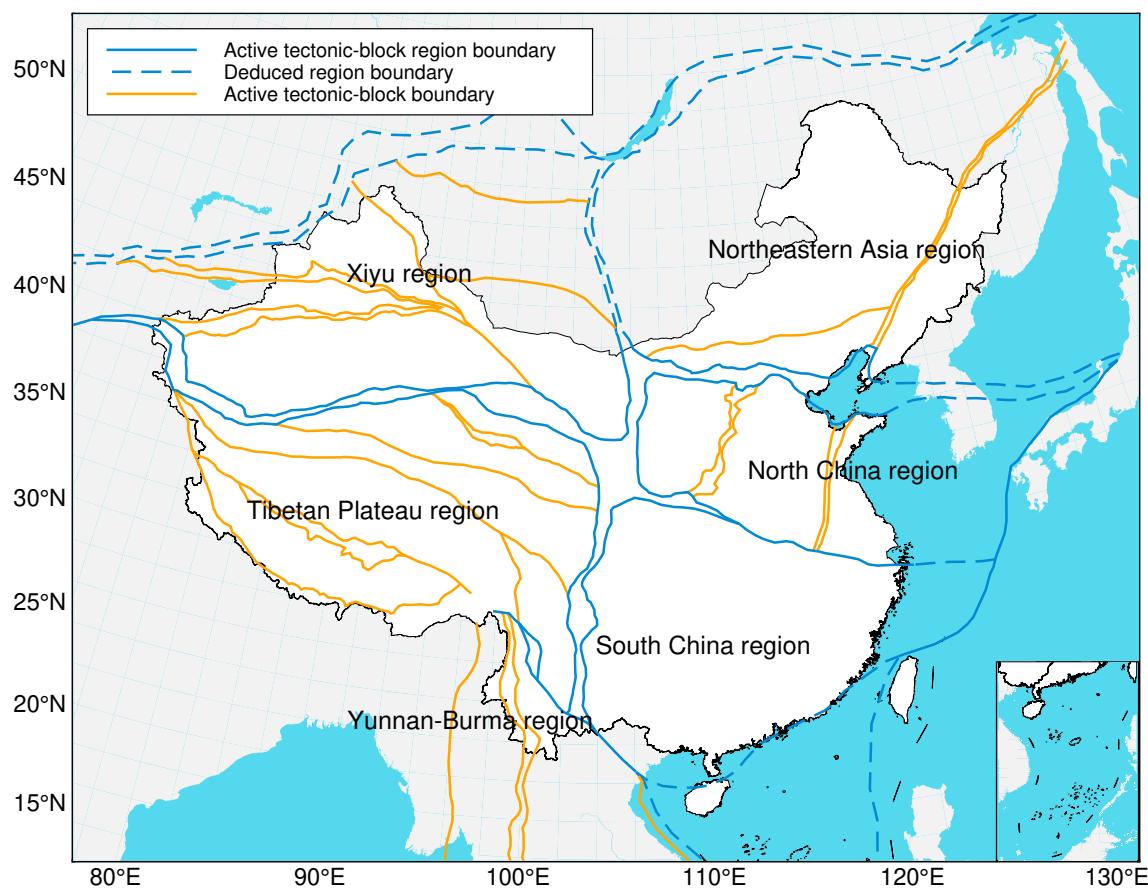 Active tectonic-block region boundary
Deduced region boundary
Active tectonic-block boundary
50°N
45°N
40°N
35°N
30°N
25°N
20°N
15°N
Northeastern Asia region
Xiyu region
North China region
Tibetan Plateau region
South China region
Yunnan-Burma region
80°E
90°E
100°E
110°E
120°E
130°E